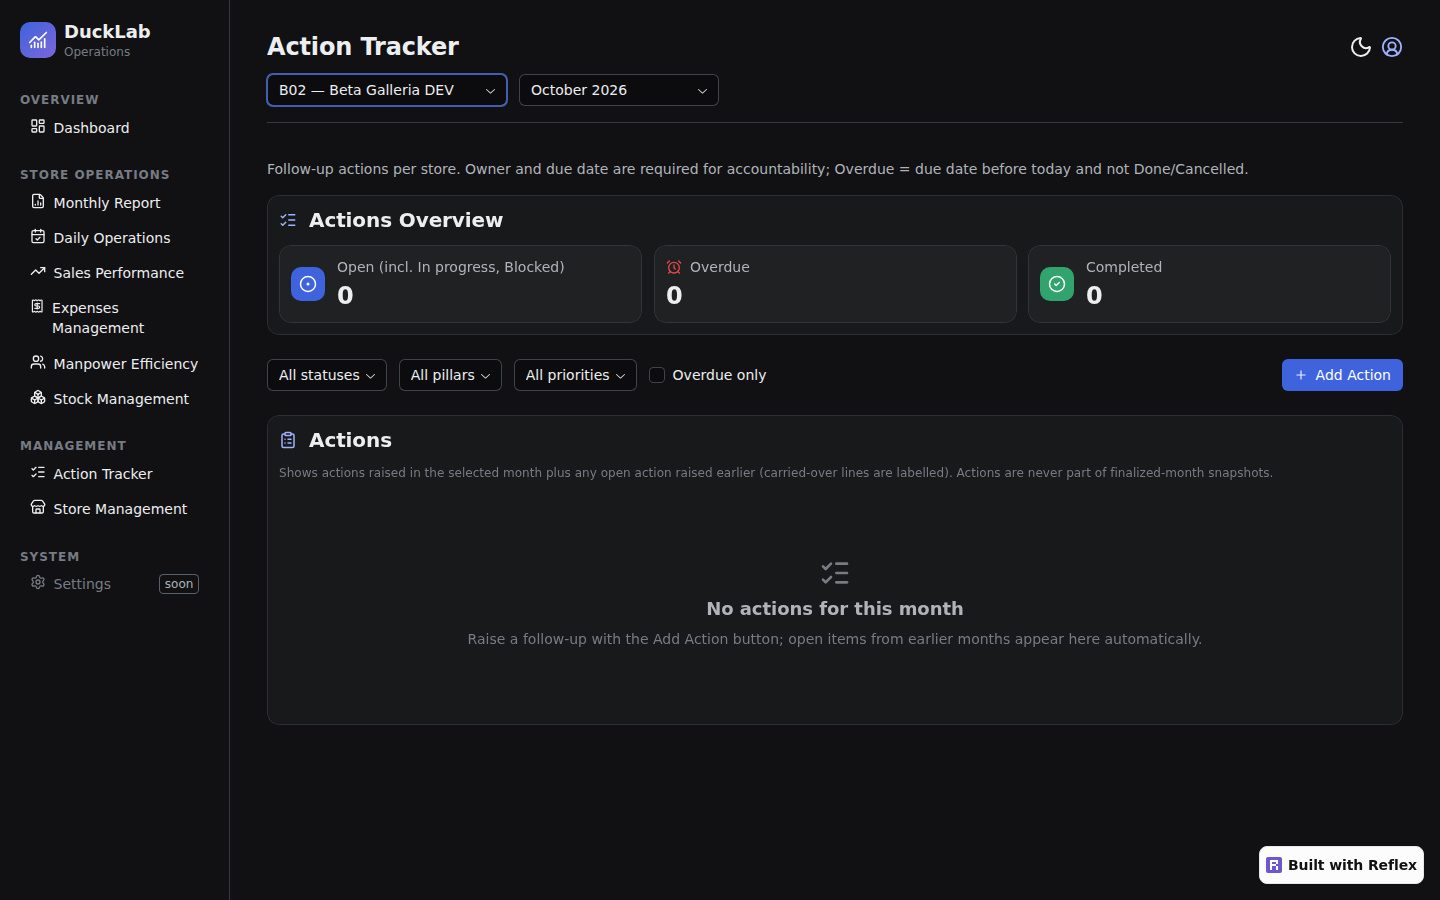 DuckLab
Operations
OVERVIEW
Dashboard
STORE OPERATIONS
Monthly Report
Daily Operations
Sales Performance
Expenses
Management
Manpower Efficiency
Stock Management
MANAGEMENT
Action Tracker
Store Management
SYSTEM
Settings
soon
Action Tracker
B02 — Beta Galleria DEV
October 2026
Follow-up actions per store. Owner and due date are required for accountability; Overdue = due date before today and not Done/Cancelled.
Actions Overview
Open (incl. In progress, Blocked)
0
Overdue
0
Completed
0
All statuses
All pillars
All priorities
Overdue only
Add Action
Actions
Shows actions raised in the selected month plus any open action raised earlier (carried-over lines are labelled). Actions are never part of finalized-month snapshots.
No actions for this month
Raise a follow-up with the Add Action button; open items from earlier months appear here automatically.
Built with Reflex